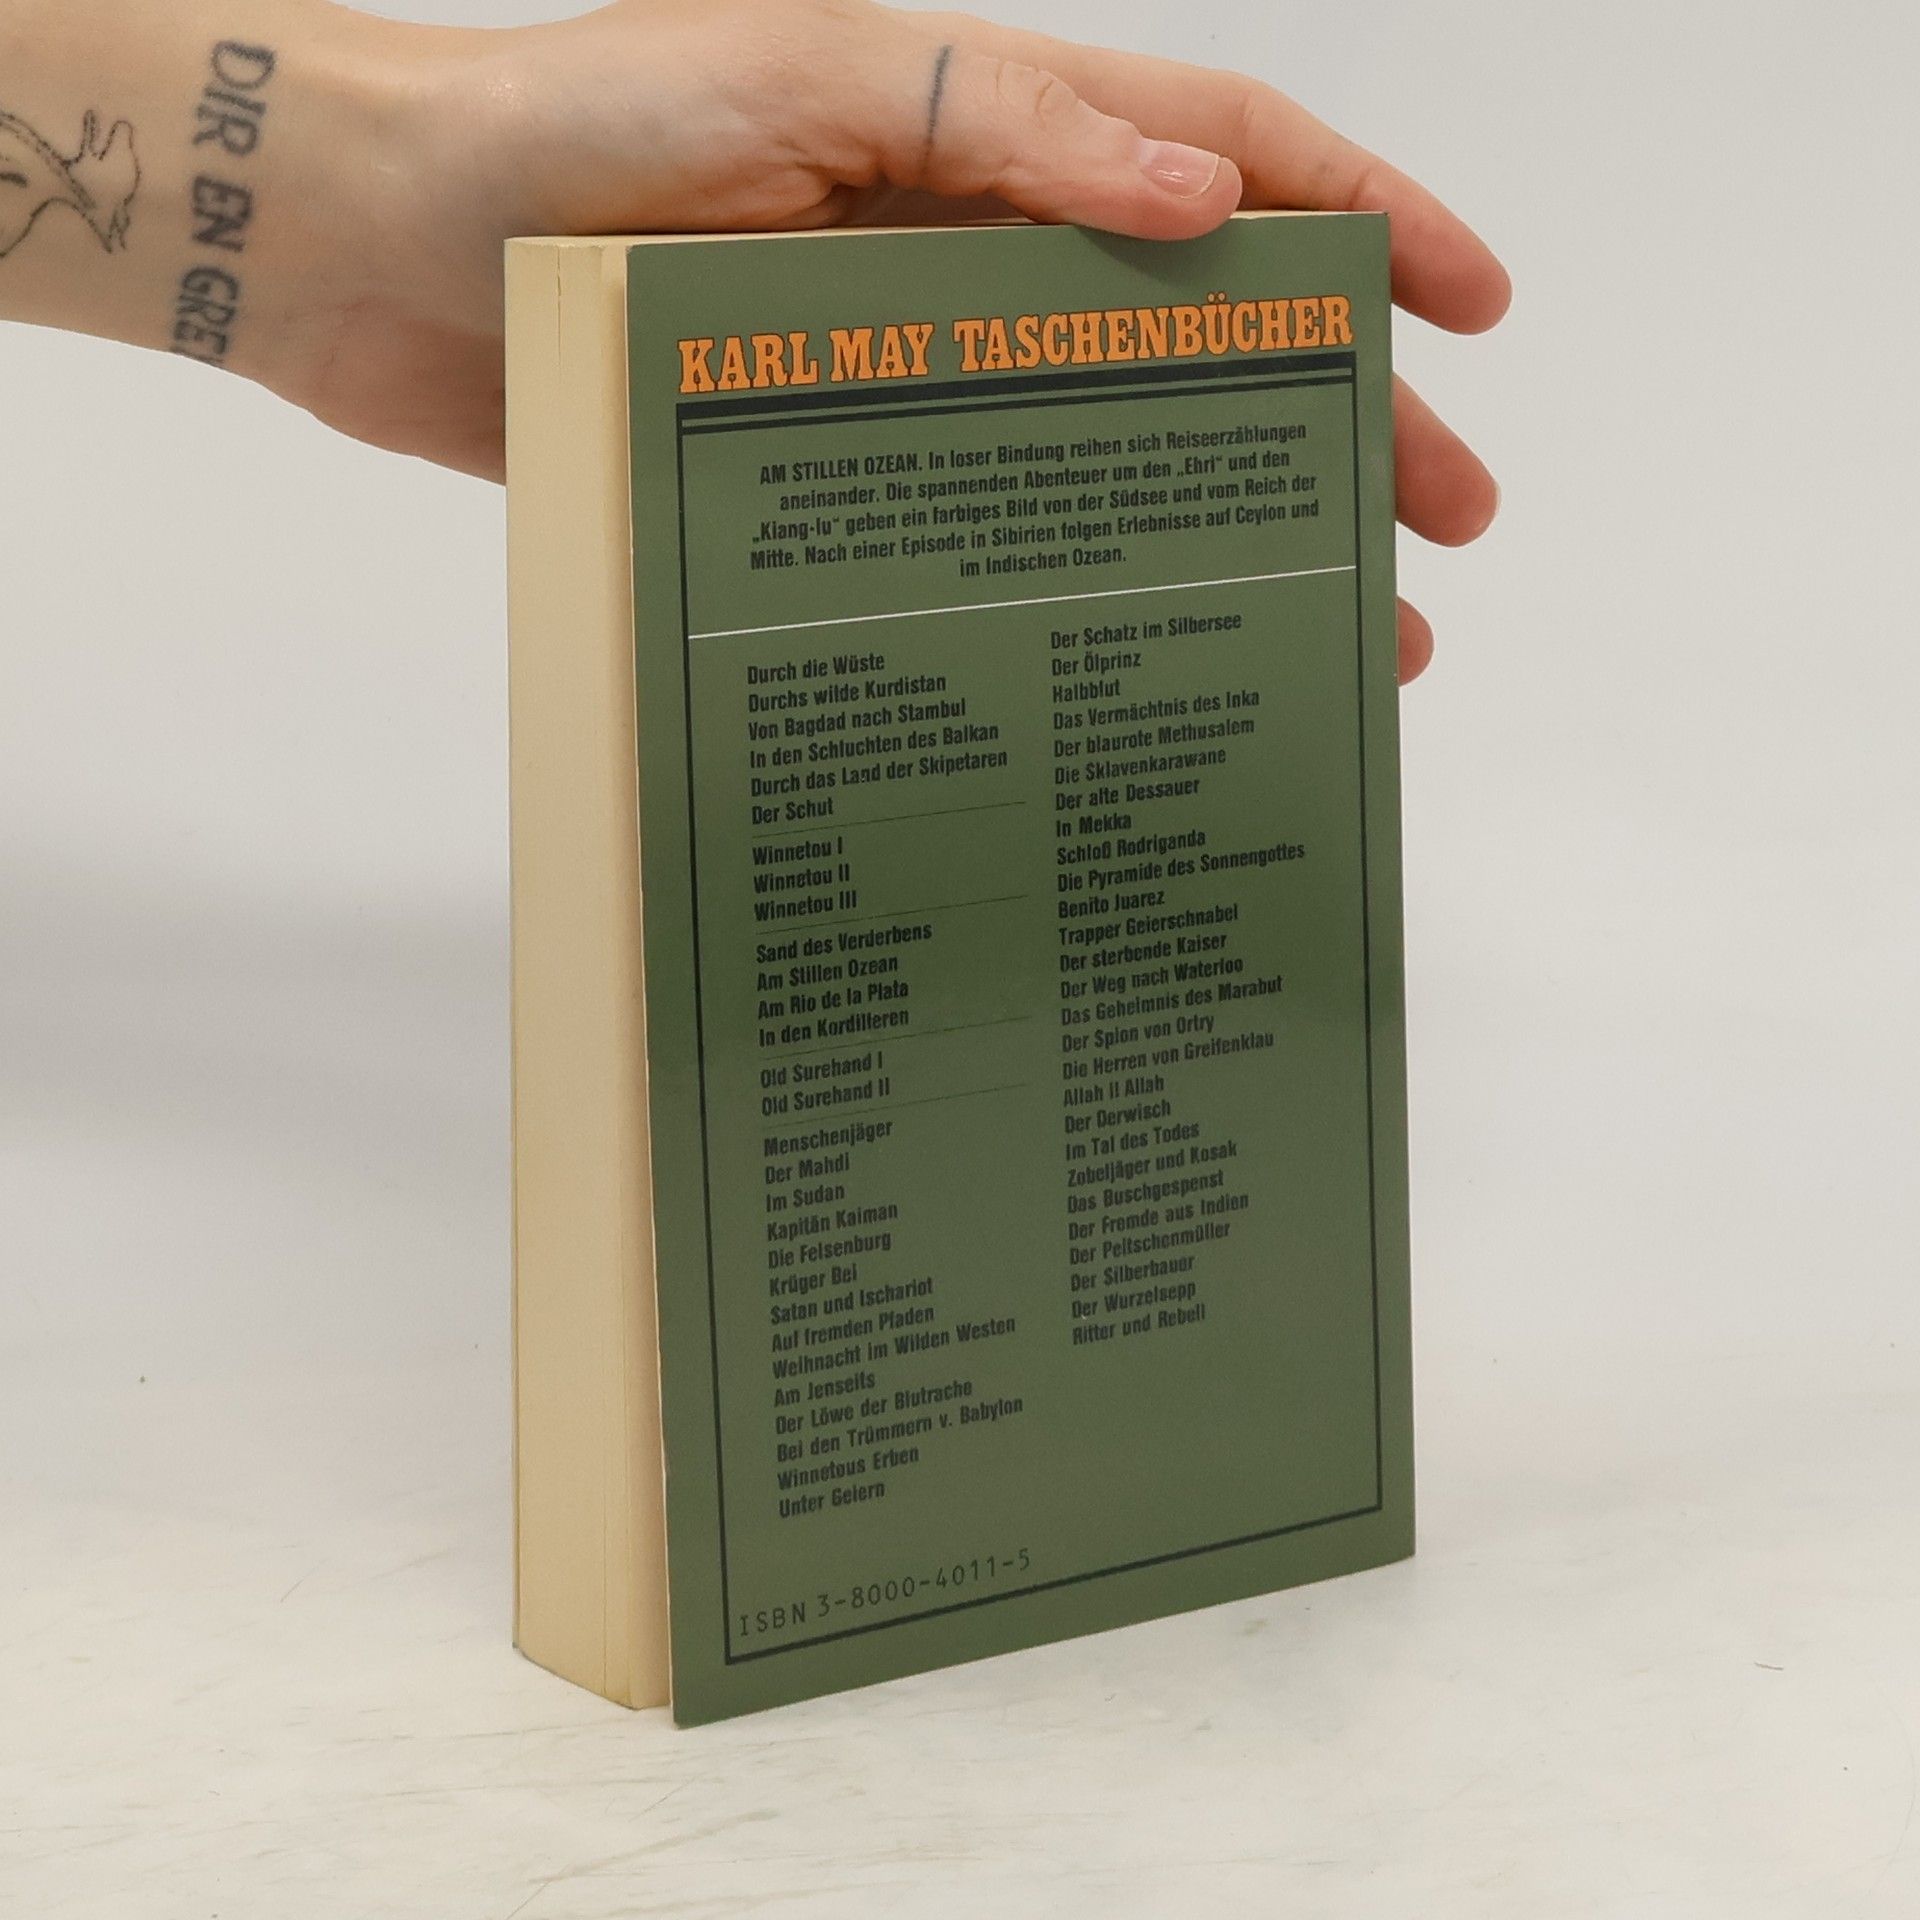 DIR EN GREY
KARL MAY TASCHENBÜCHER
AM STILLEN OZEAN. In loser Bindung reihen sich Reiseerzählungen
aneinander. Die spannenden Abenteuer um den „Ehri“ und den
„Kiang-lu“ geben ein farbiges Bild von der Südsee und vom Reich der
Mitte. Nach einer Episode in Sibirien folgen Erlebnisse auf Ceylon und
im Indischen Ozean.
Durch die Wüste
Durchs wilde Kurdistan
Von Bagdad nach Stambul
In den Schluchten des Balkan
Durch das Land der Skipetaren
Der Schut
Winnetou I
Winnetou II
Winnetou III
Sand des Verderbens
Am Stillen Ozean
Am Rio de la Plata
In den Kordilleren
Old Surehand I
Old Surehand II
Menschenjäger
Der Mahdi
Im Sudan
Kapitän Kaiman
Die Felsenburg
Krüger Bei
Satan und Ischariot
Auf fremden Pfaden
Weihnacht im Wilden Westen
Am Jenseits
Der Löwe der Blutrache
Bei den Trümmern v. Babylon
Winnetous Erben
Unter Geiern
Der Schatz im Silbersee
Der Ölprinz
Halbblut
Das Vermächtnis des Inka
Der blaurote Methusalem
Die Sklavenkarawane
Der alte Dessauer
In Mekka
Schloß Rodriganda
Die Pyramide des Sonnengottes
Benito Juarez
Trapper Geierschnabel
Der sterbende Kaiser
Der Weg nach Waterloo
Das Geheimnis des Marabut
Der Spion von Ortry
Die Herren von Greifenklau
Allah il Allah
Der Derwisch
Im Tal des Todes
Zobeljäger und Kosak
Das Buschgespenst
Der Fremde aus Indien
Der Peitschenmüller
Der Silberbauer
Der Wurzelsepp
Ritter und Rebell
ISBN 3-8000-4011-5